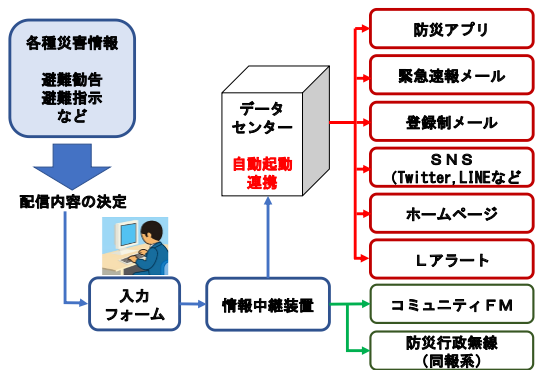 各種災害情報
避難勧告
避難指示
など
配信内容の決定
入力
フォーム
情報中継装置
データ
センター
自動起動
連携
防災アプリ
緊急速報メール
登録制メール
ＳＮＳ
(Twitter,LINEなど
ホームページ
Ｌアラート
コミュニティＦＭ
防災行政無線
(同報系)